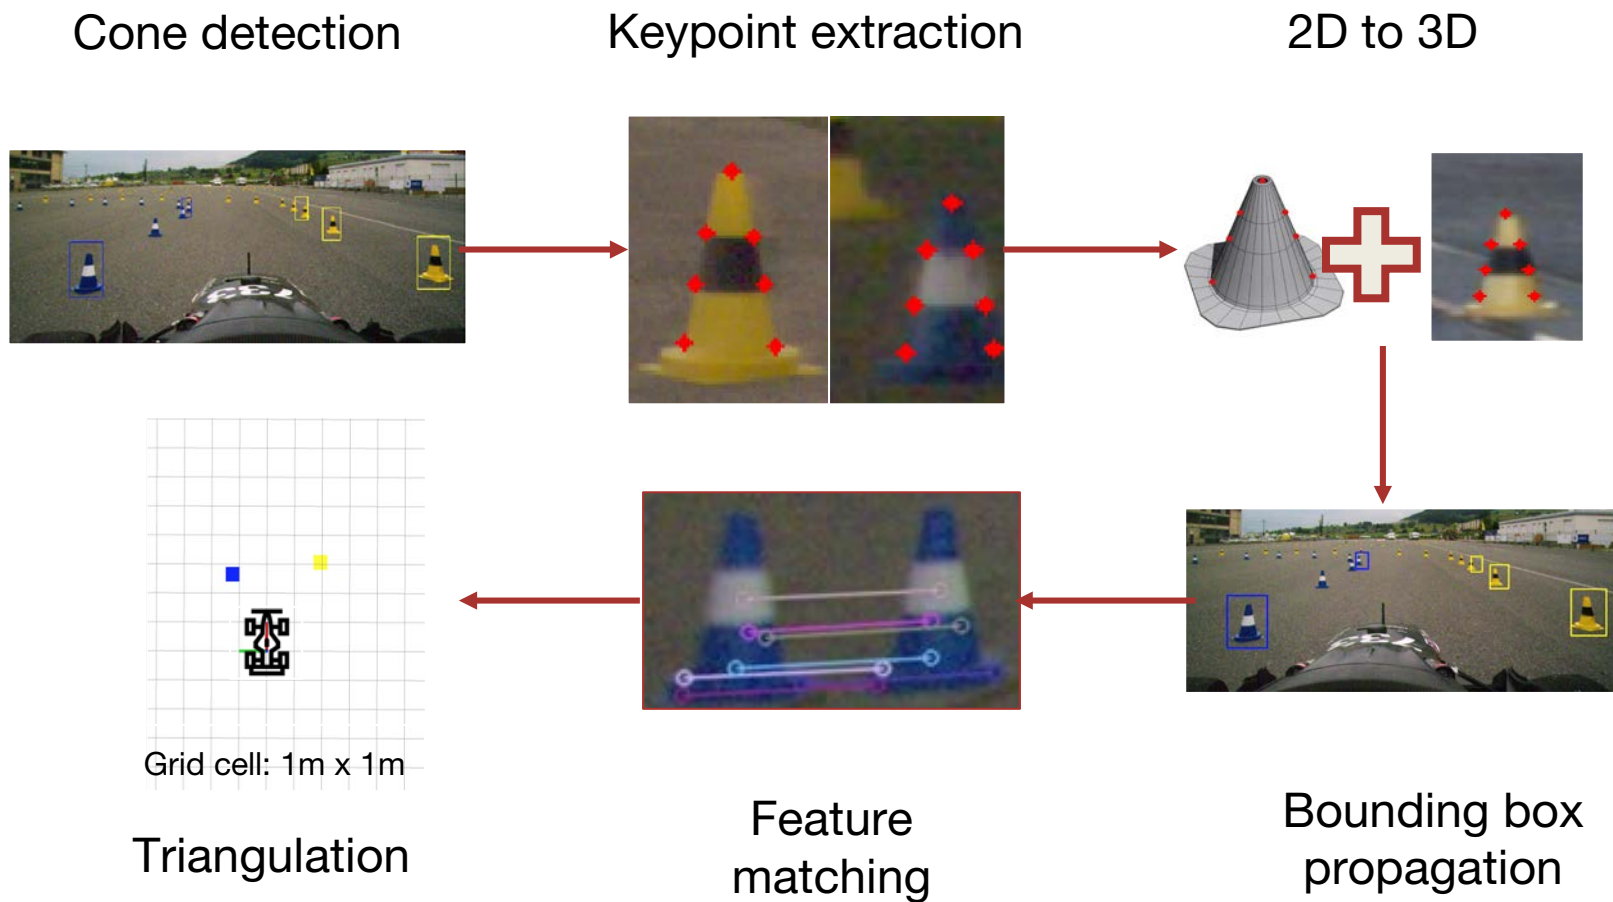 Cone detection
Keypoint extraction
2D to 3D
Grid cell: 1m x 1m
Triangulation
Feature
matching
Bounding box
propagation